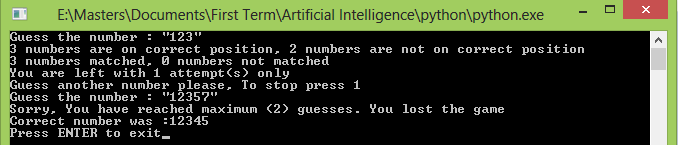 E:\Masters\Documents\First Term\Artificial Intelligence\python\python.exe
Guess the number : "123"
3 numbers are on correct position, 2 numbers are not on correct position
3 numbers matched, 0 numbers not matched
You are left with 1 attempt(s) only
Guess another number please, To stop press 1
Guess the number : "12357"
Sorry, You have reached maximum (2) guesses. You lost the game
Correct number was :12345
Press ENTER to exit